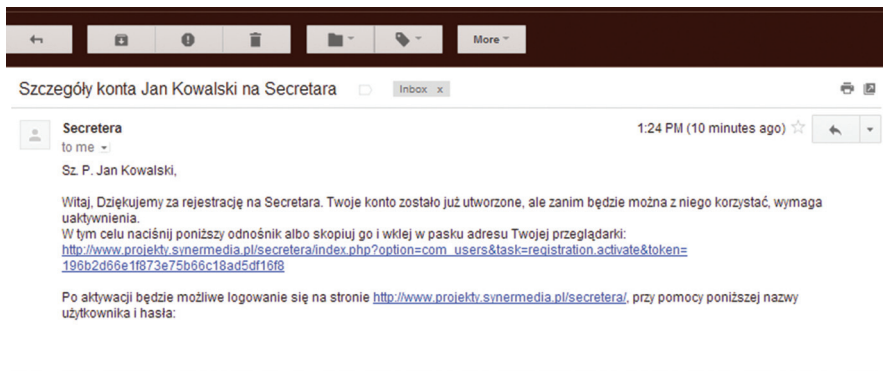 More
Szczegóły konta Jan Kowalski na Secretara
Inbox x
Secretera
1:24 PM (10 minutes ago)
to me
Sz. P. Jan Kowalski,
Witaj, Dziękujemy za rejestrację na Secretara. Twoje konto zostało już utworzone, ale zanim będzie można z niego korzystać, wymaga
uaktywnienia.
W tym celu naciśnij poniższy odnośnik albo skopiuj go i wklej w pasku adresu Twojej przeglądarki:
http://www.projekty.synermedia.pl/secretera/index.php?option=com_users&task=registration.activate&token=
196b2d66e1f873e75b66c18ad5df16f8
Po aktywacji będzie możliwe logowanie się na stronie http://www.projekty.synermedia.pl/secretera/, przy pomocy poniższej nazwy
użytkownika i hasła: